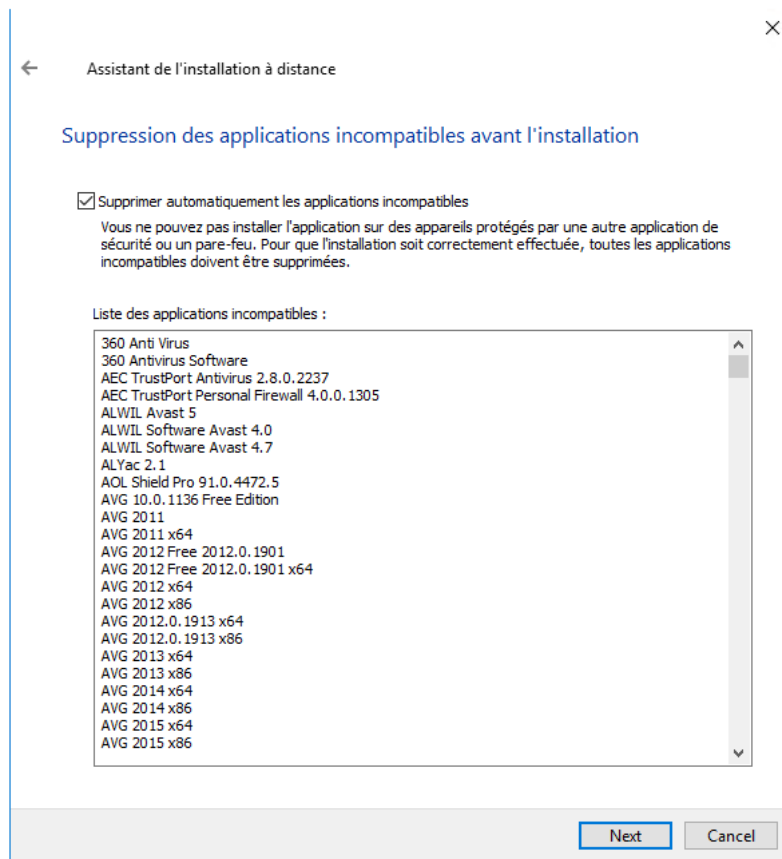 Assistant de l'installation à distance
Suppression des applications incompatibles avant l'installation
Supprimer automatiquement les applications incompatibles
Vous ne pouvez pas installer l'application sur des appareils protégés par une autre application de
sécurité ou un pare-feu. Pour que l'installation soit correctement effectuée, toutes les applications
incompatibles doivent être supprimées.
Liste des applications incompatibles :
360 Anti Virus
360 Antivirus Software
AEC TrustPort Antivirus 2.8.0.2237
AEC TrustPort Personal Firewall 4.0.0.1305
ALWIL Avast 5
ALWIL Software Avast 4.0
ALWIL Software Avast 4.7
ALYac 2.1
AOL Shield Pro 91.0.4472.5
AVG 10.0.1136 Free Edition
AVG 2011
AVG 2011 x64
AVG 2012 Free 2012.0.1901
AVG 2012 Free 2012.0.1901 x64
AVG 2012 x64
AVG 2012 x86
AVG 2012.0.1913 x64
AVG 2012.0.1913 x86
AVG 2013 x64
AVG 2013 x86
AVG 2014 x64
AVG 2014 x86
AVG 2015 x64
AVG 2015 x86
Next
Cancel